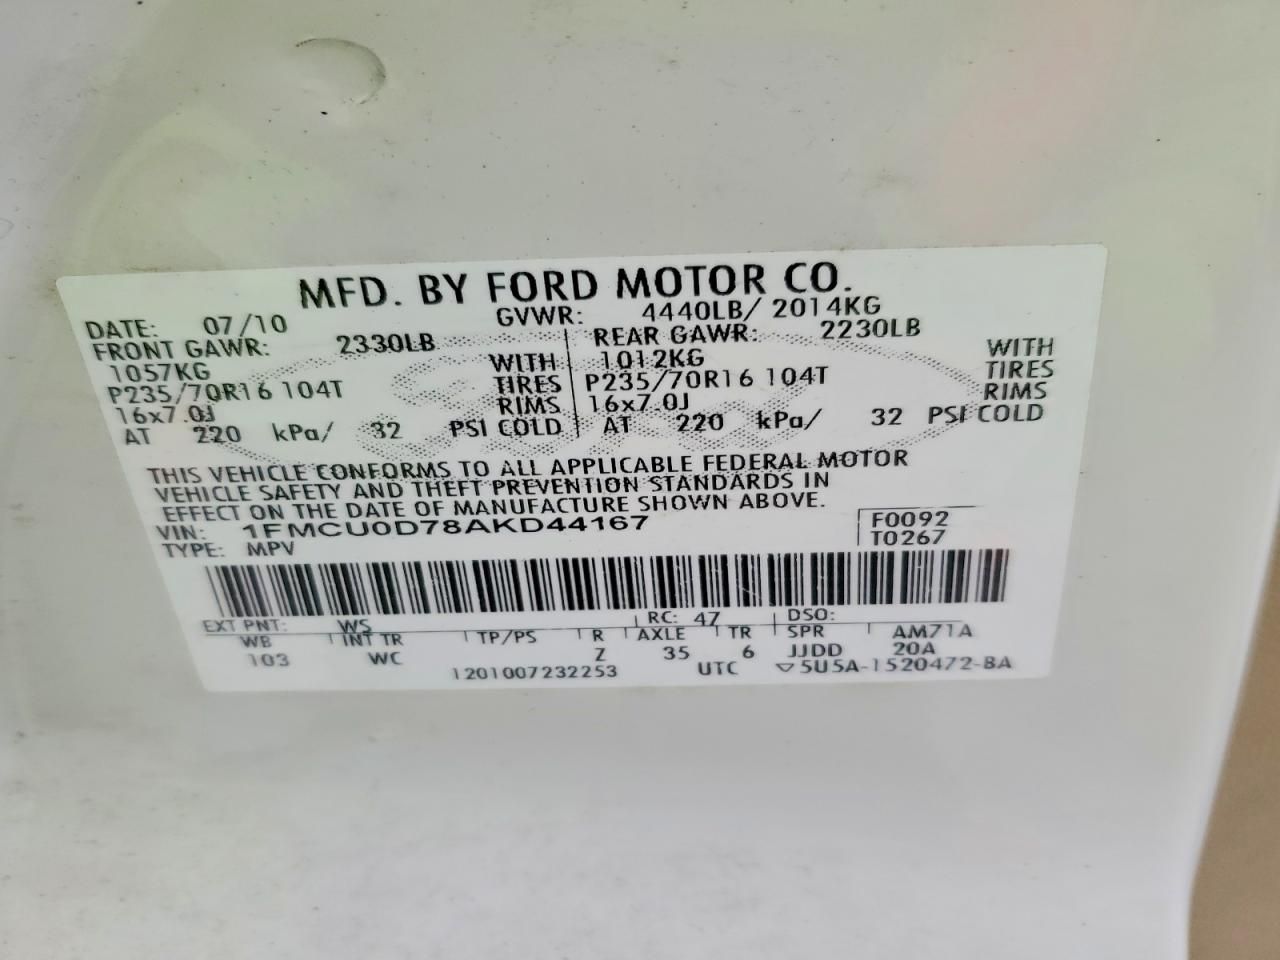 MFD. BY FORD MOTOR CO.
DATE: 07/10 GVWR: 4440LB/ 2014KG
FRONT GAWR: 2330LB REAR GAWR: 2230LB
1057KG WITH 1012KG WITH
P235/70R16 104T TIRES P235/70R16 104T TIRES
16x7.0J RIMS 16x7.0J RIMS
AT 220 kPa/ 32 PSI COLD AT 220 kPa/ 32 PSI COLD
THIS VEHICLE CONFORMS TO ALL APPLICABLE FEDERAL MOTOR
VEHICLE SAFETY AND THEFT PREVENTION STANDARDS IN
EFFECT ON THE DATE OF MANUFACTURE SHOWN ABOVE.
VIN: 1FMCU0D78AKD44167 F0092
TYPE: MPV T0267
EXT PNT: WS RC: 47 DSO:
WB INT TR TP/PS R AXLE TR SPR AM71A
103 WC Z 35 6 JJDD 20A
1201007232253 UTC ▽5U5A-1520472-BA